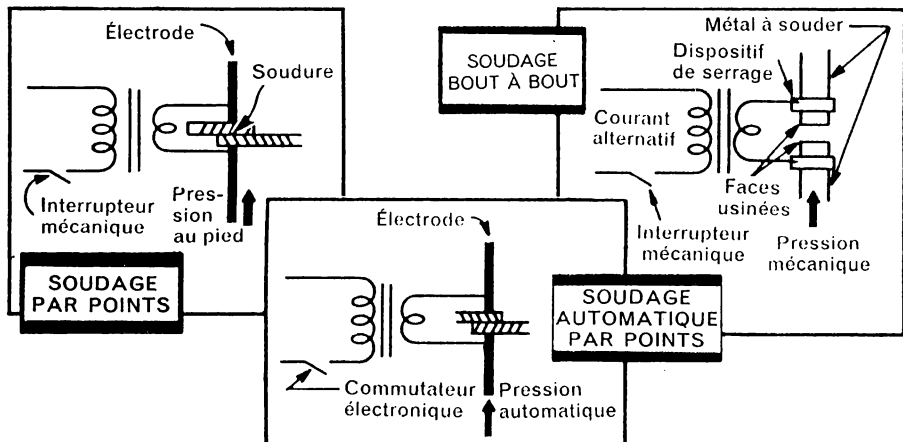 Électrode
Soudure
Interrupteur
mécanique
Pres-
sion
au pied
SOUDAGE
PAR POINTS
Électrode
Commutateur
électronique
Pression
automatique
SOUDAGE
AUTOMATIQUE
PAR POINTS
SOUDAGE
BOUT À BOUT
Métal à souder
Dispositif
de serrage
Courant
alternatif
Faces
usinées
Interrupteur
mécanique
Pression
mécanique